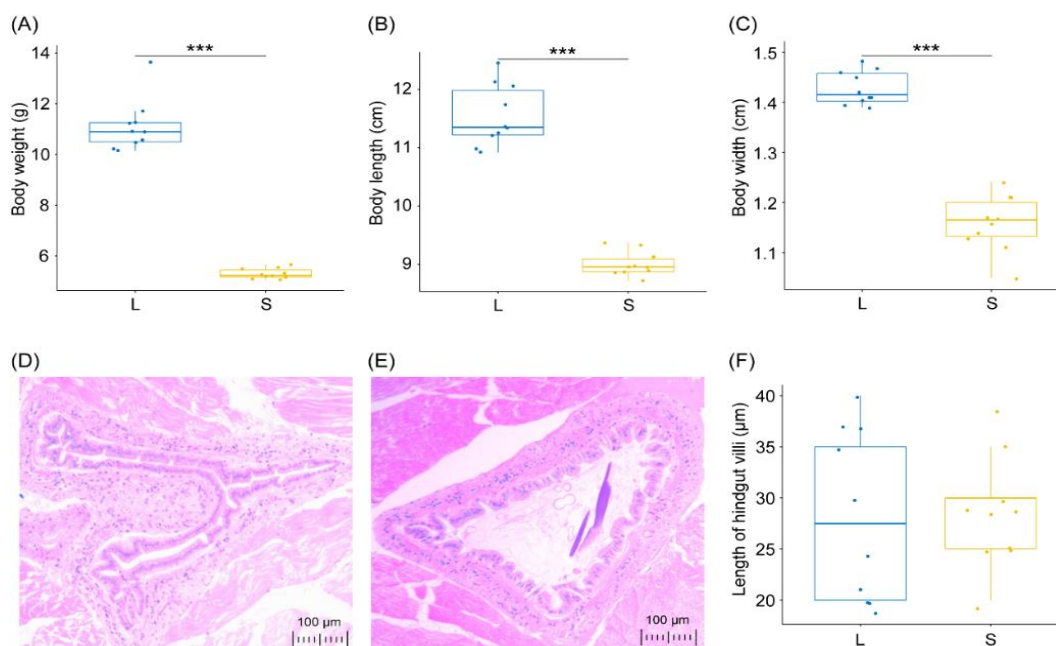 (A)
Body weight (g)
14
12
10
8
6
***
L
S
(B)
Body length (cm)
12
11
9
***
L
S
(C)
Body width (cm)
1.5
1.4
1.3
1.2
1.1
***
L
S
(D)
100 μm
(E)
100 μm
(F)
Length of hindgut villi (μm)
40
35
30
25
20
L
S